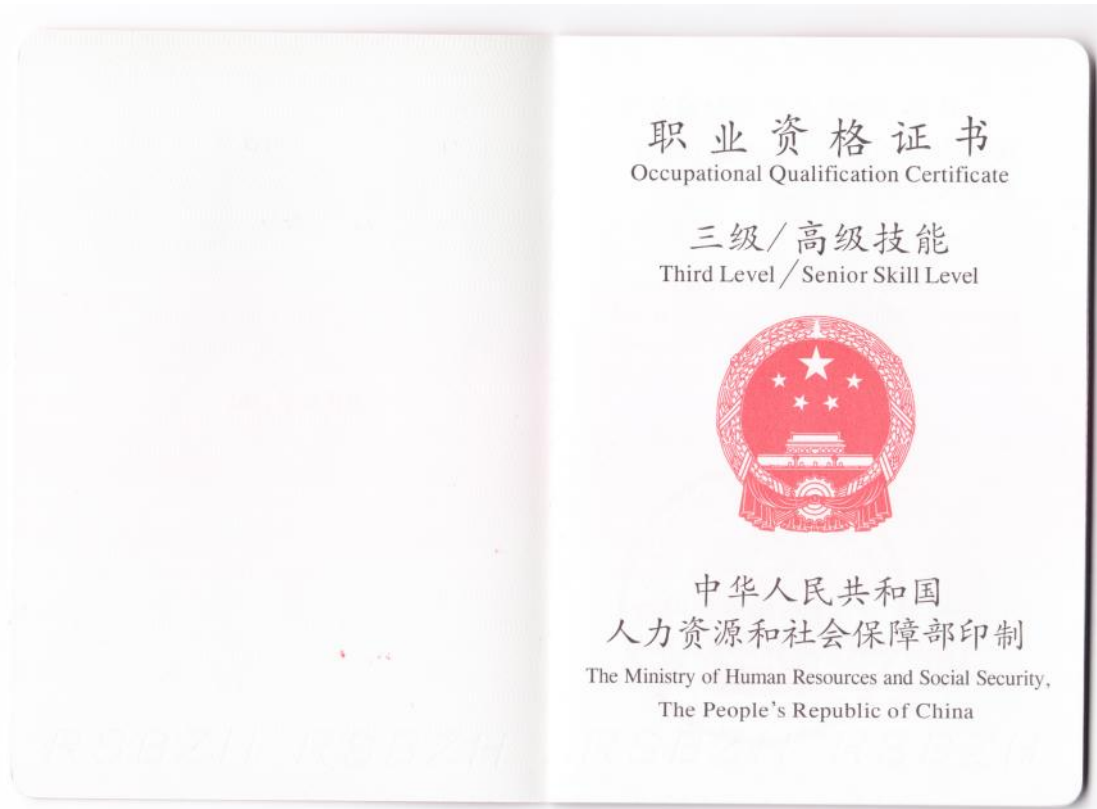 职业资格证书
Occupational Qualification Certificate
三级/高级技能
Third Level/Senior Skill Level
中华人民共和国
人力资源和社会保障部印制
The Ministry of Human Resources and Social Security,
The People's Republic of China